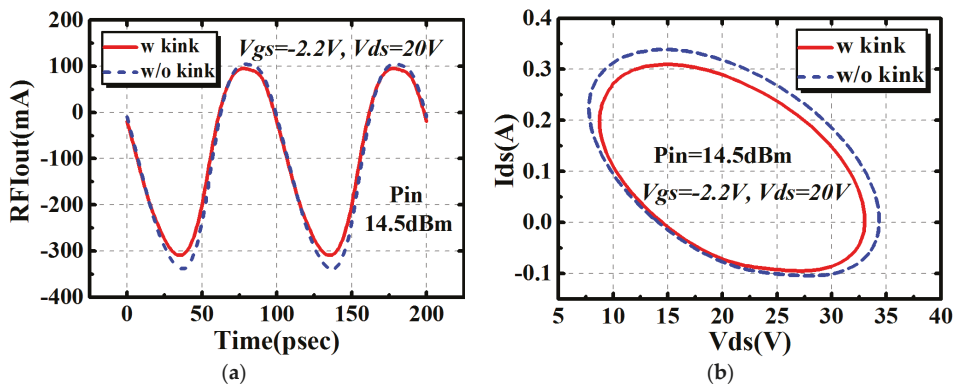 w kink
w/o kink
Vgs=-2.2V, Vds=20V
Pin
14.5dBm
RFIout(mA)
200
100
0
-100
-200
-300
-400
0
50
100
150
200
Time(psec)
(a)
w kink
w/o kink
Pin=14.5dBm
Vgs=-2.2V, Vds=20V
Ids(A)
0.4
0.3
0.2
0.1
0.0
-0.1
5
10
15
20
25
30
35
40
Vds(V)
(b)